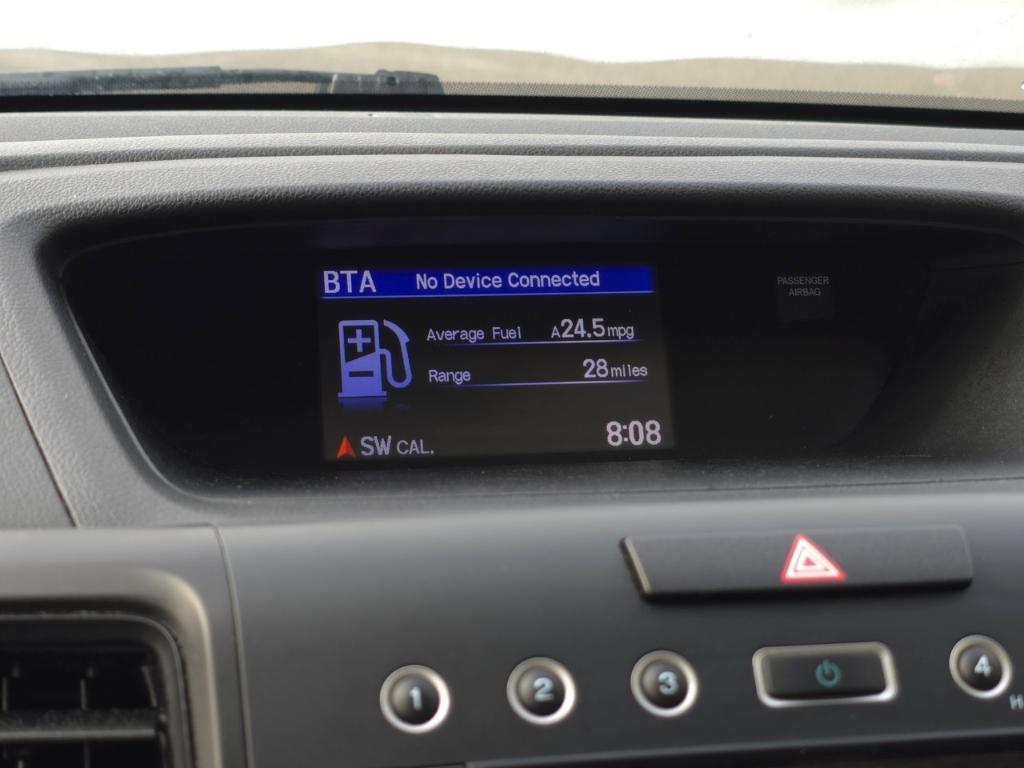 BTA No Device Connected
PASSENGER
AIRBAG
Average Fuel A24.5mpg
Range 28miles
SW CAL. 8:08
1 2 3 4